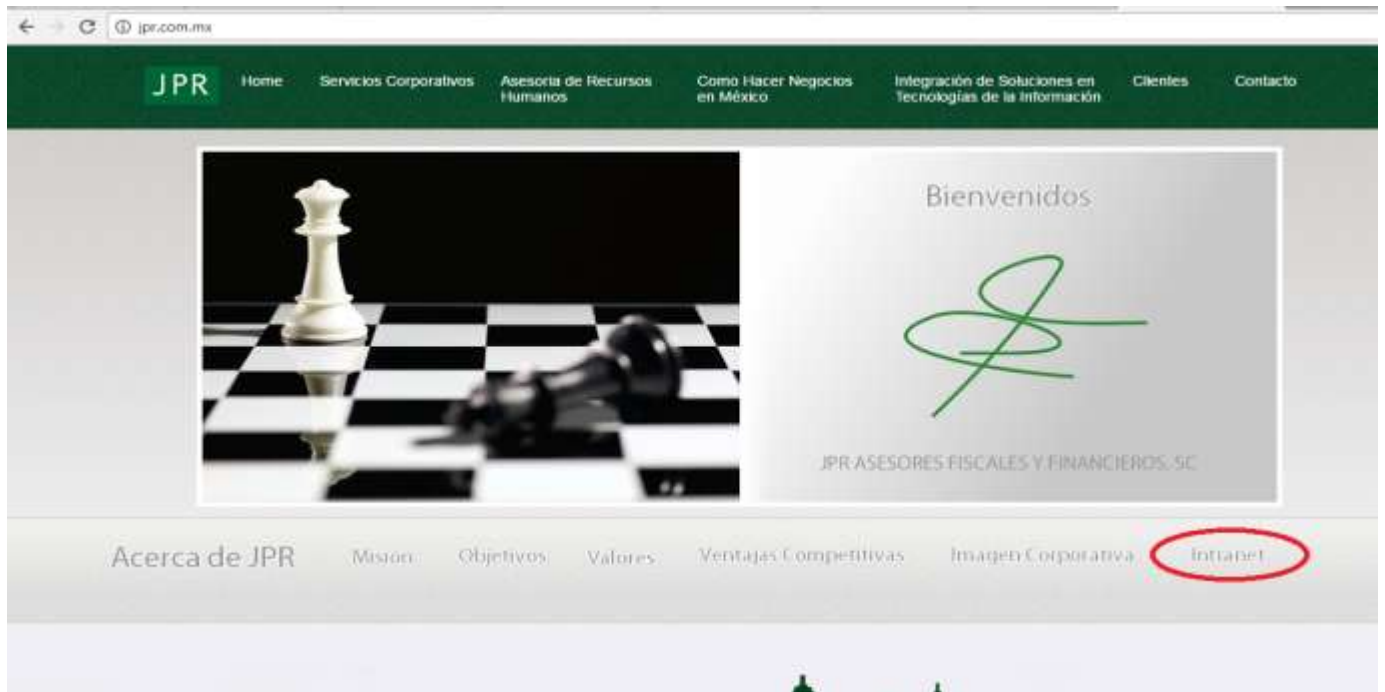 jpr.com.mx
JPR
Home
Servicios Corporativos
Asesoria de Recursos
Humanos
Como Hacer Negocios
en México
Integración de Soluciones en
Tecnologías de la Información
Clientes
Contacto
Bienvenidos
JPR ASESORES FISCALES Y FINANCIEROS, SC
Acerca de JPR
Misión
Objetivos
Valores
Ventajas Competitivas
Imagen Corporativa
Intranet